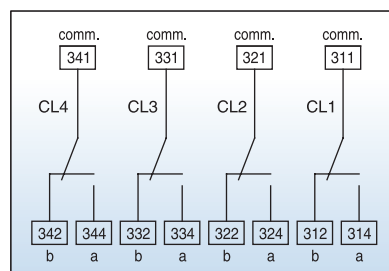 comm. comm. comm. comm.
341 331 321 311
CL4 CL3 CL2 CL1
342 344 332 334 322 324 312 314
b a b a b a b a